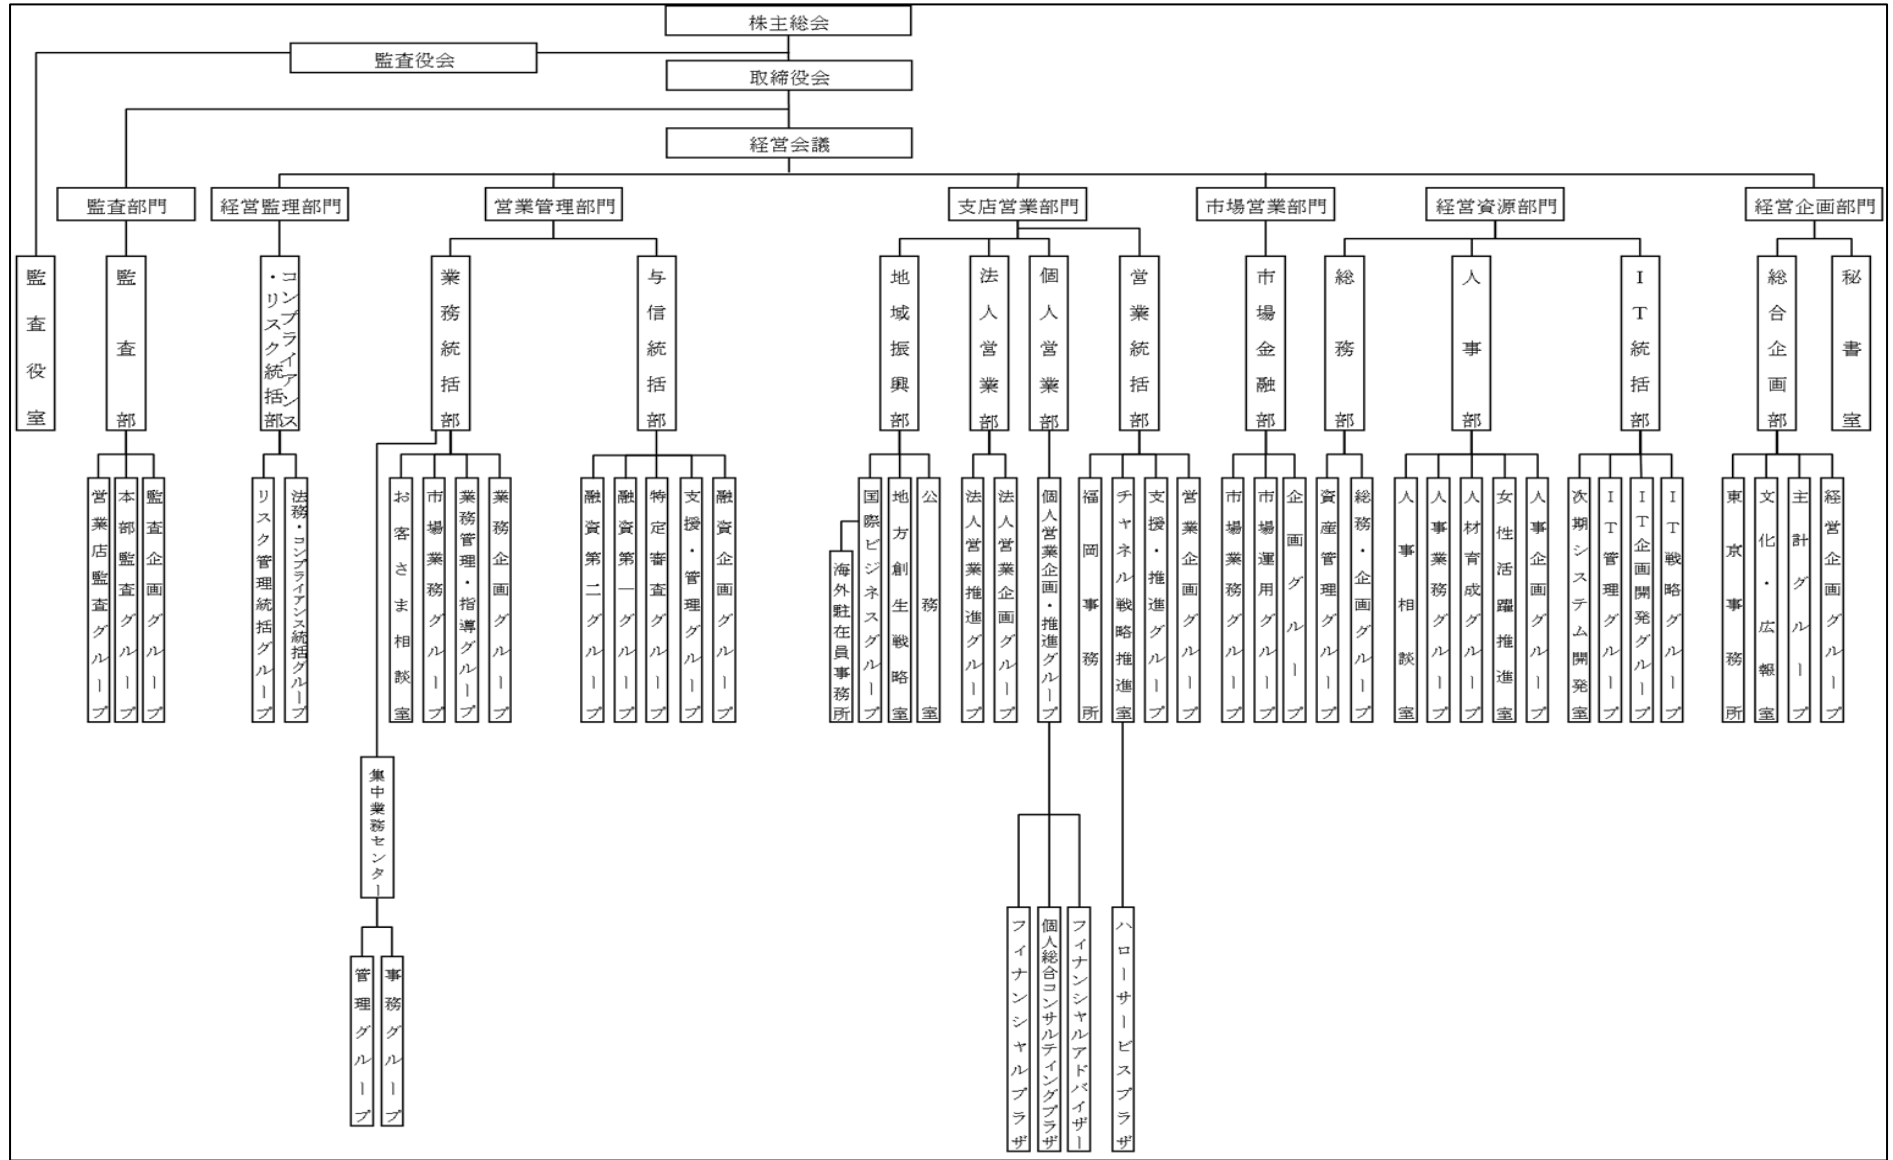 株主総会
監査役会
取締役会
経営会議
監査部門
経営監理部門
営業管理部門
支店営業部門
市場営業部門
経営資源部門
経営企画部門
監査役室
監査部
コンプライアンス
・リスク統括部
業務統括部
与信統括部
地域振興部
法人営業部
個人営業部
営業統括部
市場金融部
総務部
人事部
IT統括部
総合企画部
秘書室
営業店監査グループ
本部監査グループ
監査企画グループ
リスク管理統括グループ
法務・コンプライアンス統括グループ
お客さま相談室
市場業務グループ
業務管理・指導グループ
業務企画グループ
融資第二グループ
融資第一グループ
特定審査グループ
支援・管理グループ
融資企画グループ
海外駐在員事務所
国際ビジネスグループ
地方創生戦略室
公務室
法人営業推進グループ
法人営業企画グループ
個人営業企画・推進グループ
福岡事務所
チャネル戦略推進室
支援・推進グループ
営業企画グループ
市場業務グループ
市場運用グループ
企画グループ
資産管理グループ
総務・企画グループ
人事相談室
人事業務グループ
人材育成グループ
女性活躍推進室
人事企画グループ
次期システム開発室
IT管理グループ
IT企画開発グループ
IT戦略グループ
東京事務所
文化・広報室
主計グループ
経営企画グループ
集中業務センター
管理グループ
事務グループ
フィナンシャルプラザ
個人総合コンサルティングプラザ
フィナンシャルアドバイザー
ハローサービスプラザ